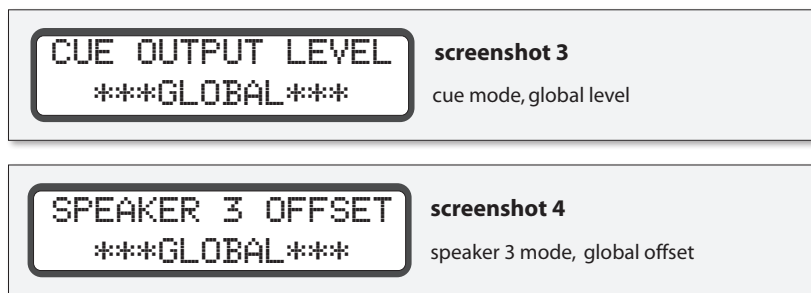 CUE OUTPUT LEVEL
***GLOBAL***
screenshot 3
cue mode, global level
SPEAKER 3 OFFSET
***GLOBAL***
screenshot 4
speaker 3 mode, global offset